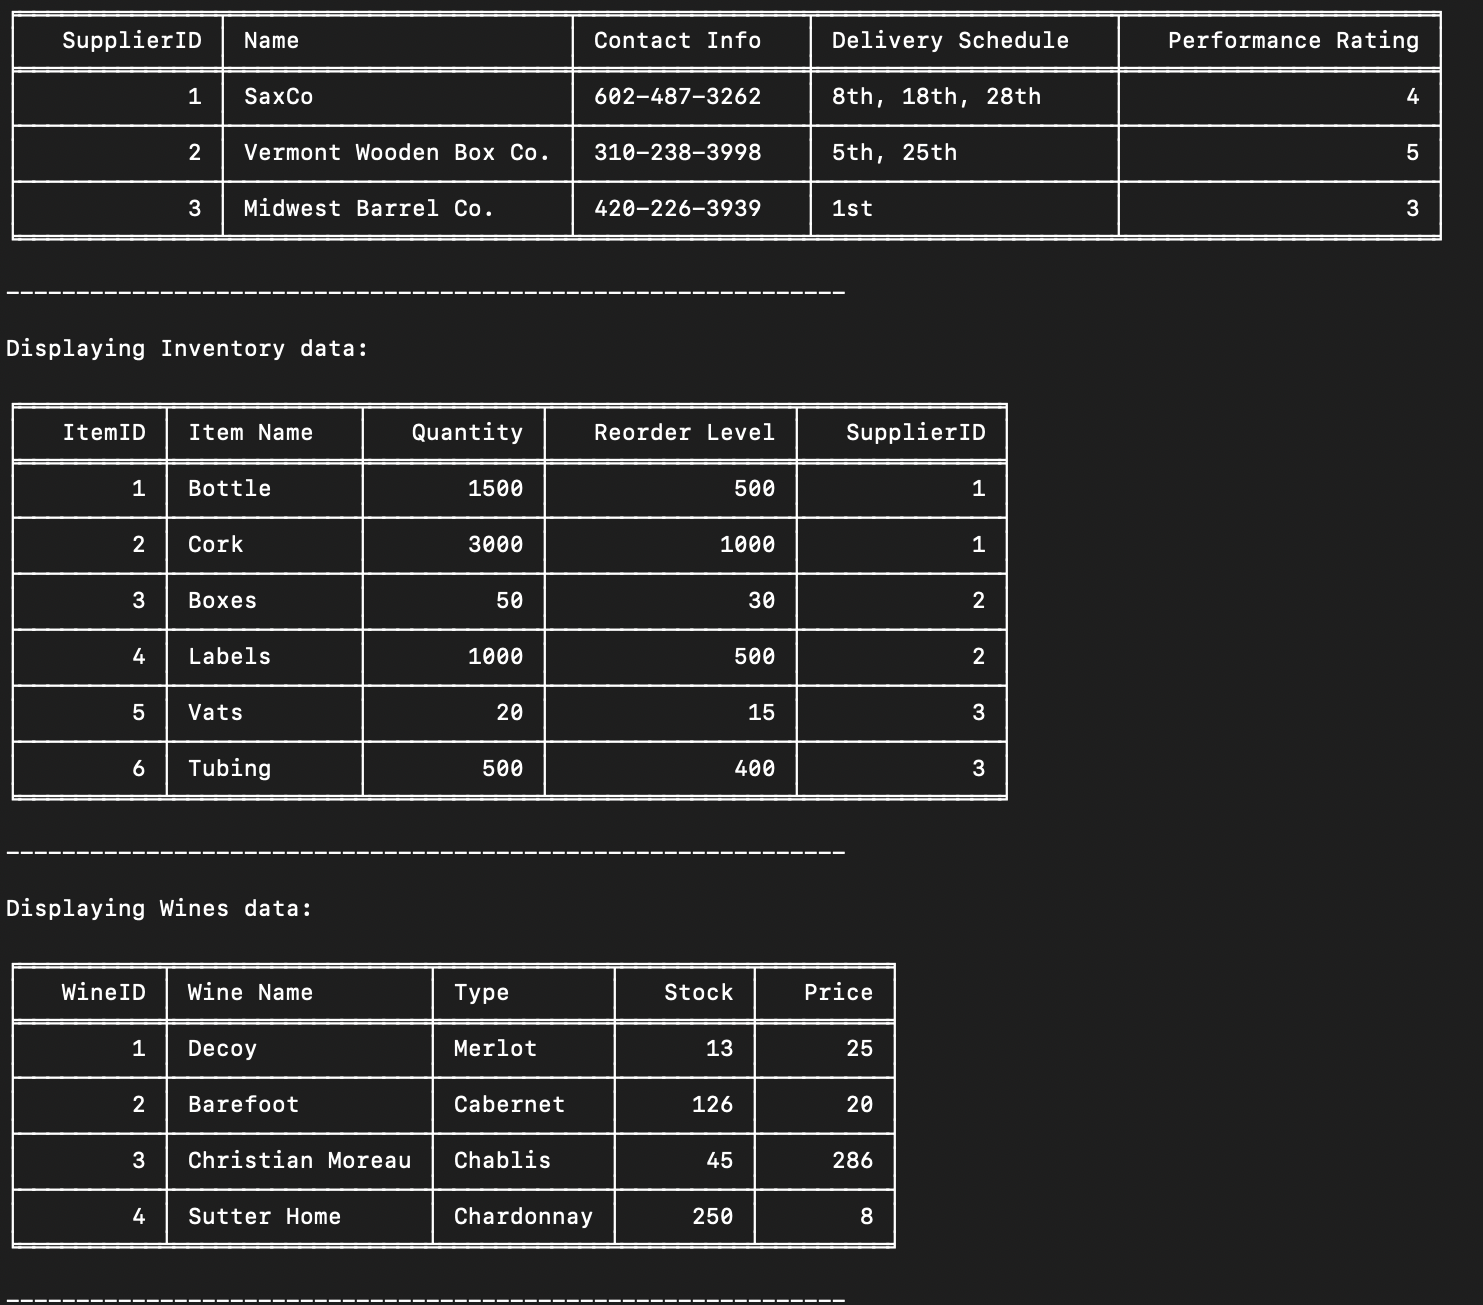 SupplierID Name Contact Info Delivery Schedule Performance Rating
1 SaxCo 602-487-3262 8th, 18th, 28th 4
2 Vermont Wooden Box Co. 310-238-3998 5th, 25th 5
3 Midwest Barrel Co. 420-226-3939 1st 3
------------------------------------------------------------
Displaying Inventory data:
ItemID Item Name Quantity Reorder Level SupplierID
1 Bottle 1500 500 1
2 Cork 3000 1000 1
3 Boxes 50 30 2
4 Labels 1000 500 2
5 Vats 20 15 3
6 Tubing 500 400 3
------------------------------------------------------------
Displaying Wines data:
WineID Wine Name Type Stock Price
1 Decoy Merlot 13 25
2 Barefoot Cabernet 126 20
3 Christian Moreau Chablis 45 286
4 Sutter Home Chardonnay 250 8
------------------------------------------------------------